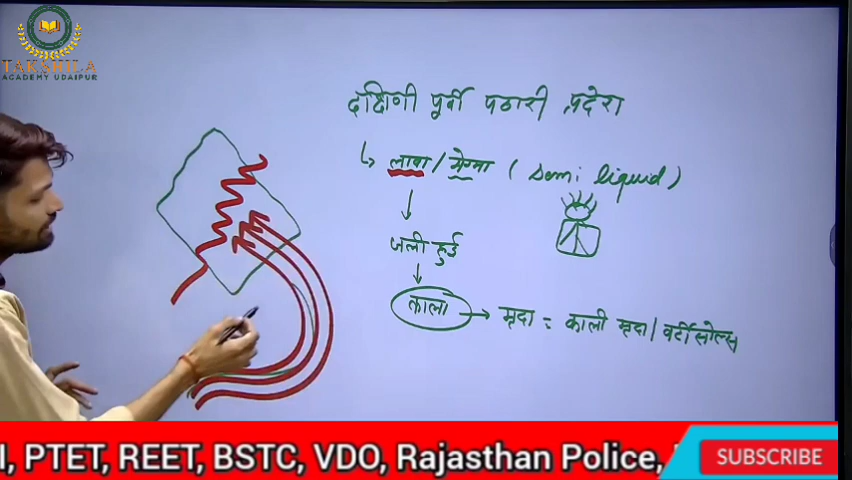 TAKSHILA
ACADEMY UDAIPUR
दक्षिणी पूर्वी पठारी प्रदेश
लावा / मेग्मा ( Semi liquid )
जली हुई
काला → मृदा = काली मृदा / वर्टीसोल्स
I, PTET, REET, BSTC, VDO, Rajasthan Police,
SUBSCRIBE